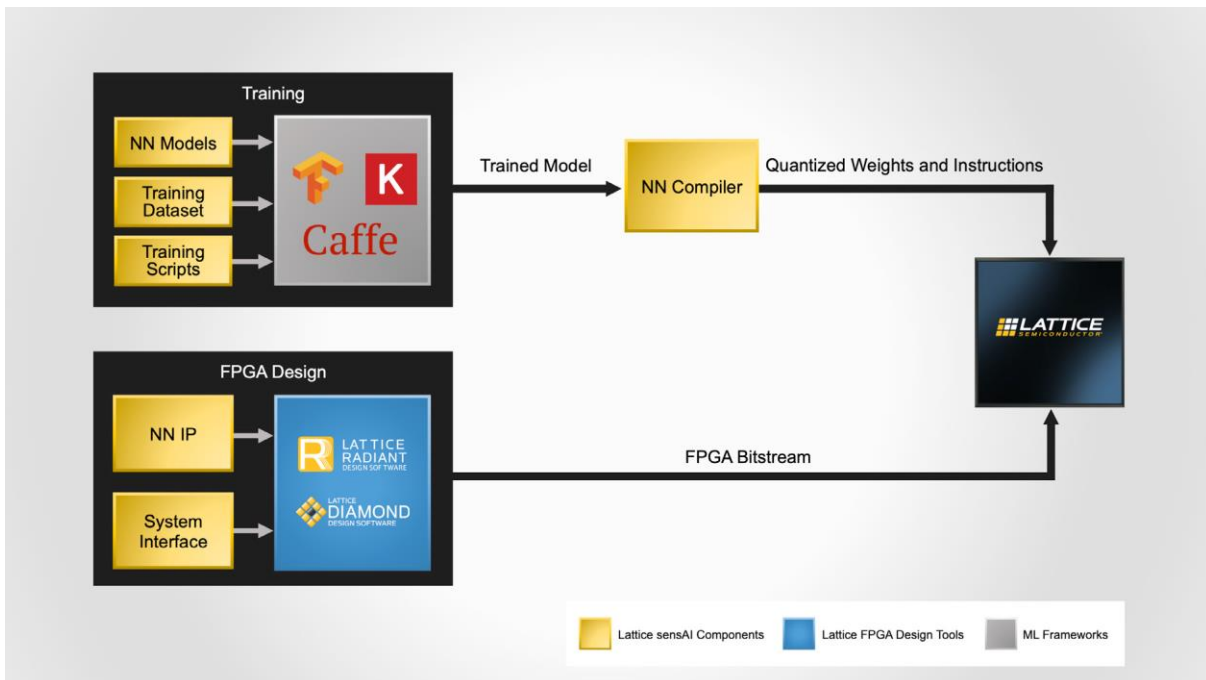 Training
NN Models
Training
Dataset
Training
Scripts
K
Caffe
Trained Model
NN Compiler
Quantized Weights and Instructions
LATTICE
SEMICONDUCTOR
FPGA Design
NN IP
System
Interface
R
LATTICE
RADIANT
DESIGN SOFTWARE
LATTICE
DIAMOND
DESIGN SOFTWARE
FPGA Bitstream
Lattice sensAI Components
Lattice FPGA Design Tools
ML Frameworks